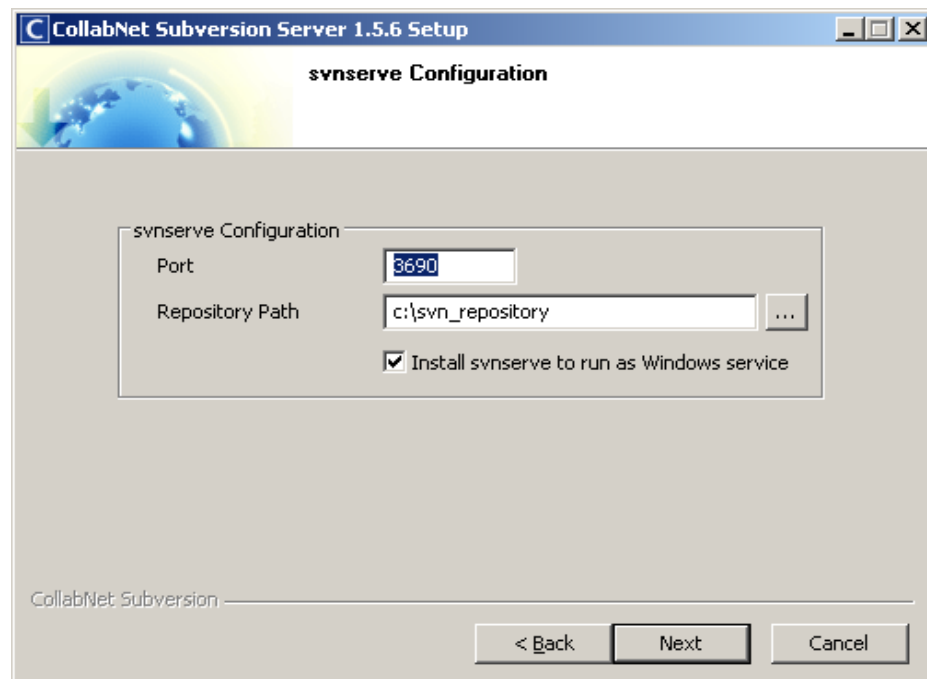 CollabNet Subversion Server 1.5.6 Setup
svnserve Configuration
svnserve Configuration
Port 3690
Repository Path c:\svn_repository ...
Install svnserve to run as Windows service
CollabNet Subversion
< Back Next Cancel